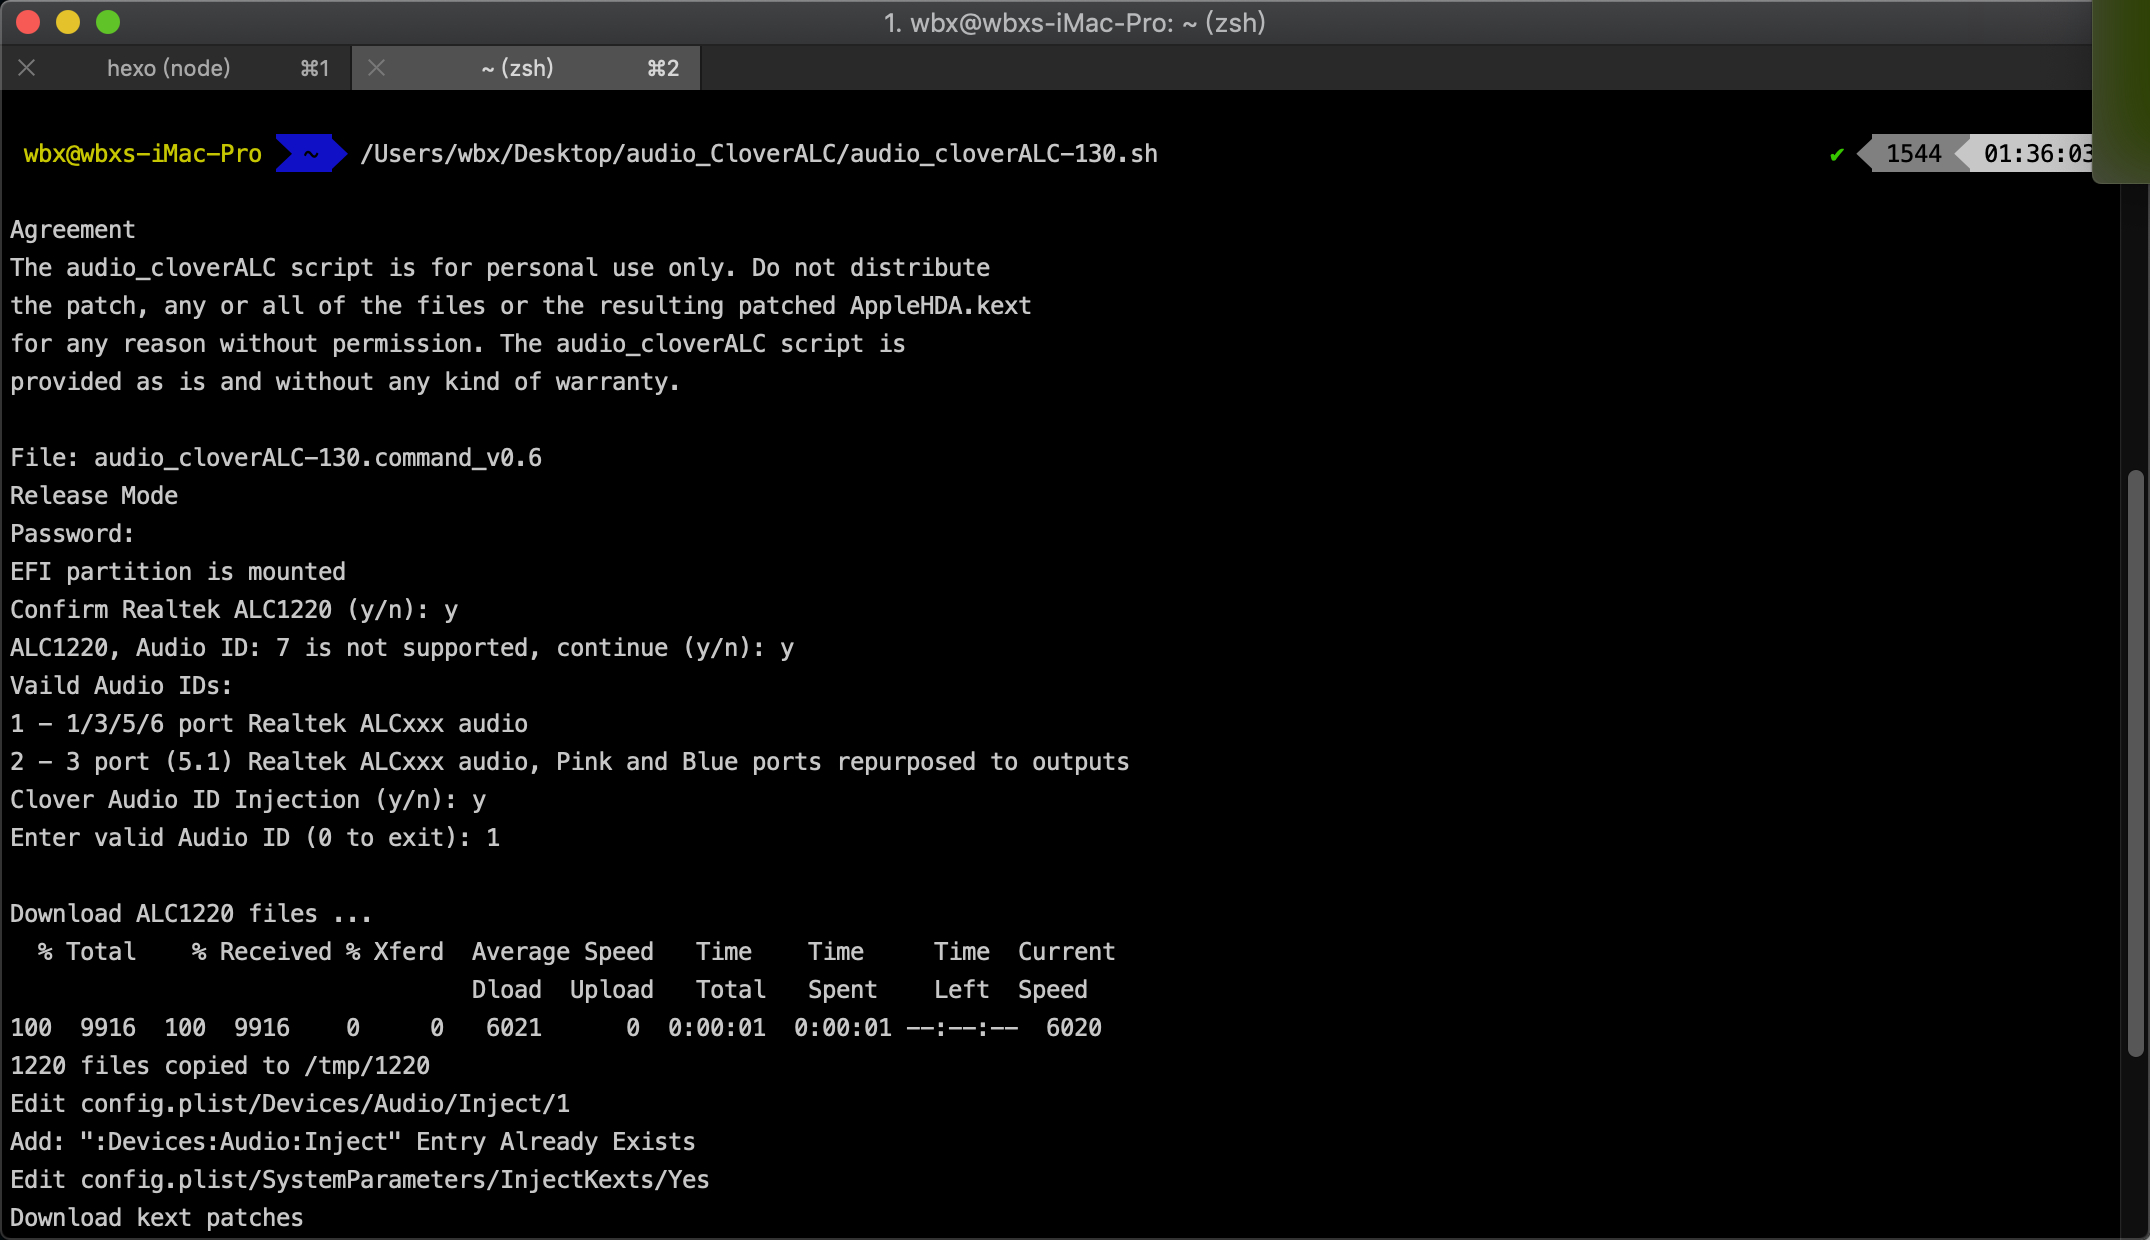 1. wbx@wbxs-iMac-Pro: ~ (zsh)
hexo (node) ⌘1 ~ (zsh) ⌘2
wbx@wbxs-iMac-Pro ~ /Users/wbx/Desktop/audio_CloverALC/audio_cloverALC-130.sh ✔ 1544 01:36:03
Agreement
The audio_cloverALC script is for personal use only. Do not distribute
the patch, any or all of the files or the resulting patched AppleHDA.kext
for any reason without permission. The audio_cloverALC script is
provided as is and without any kind of warranty.
File: audio_cloverALC-130.command_v0.6
Release Mode
Password:
EFI partition is mounted
Confirm Realtek ALC1220 (y/n): y
ALC1220, Audio ID: 7 is not supported, continue (y/n): y
Vaild Audio IDs:
1 - 1/3/5/6 port Realtek ALCxxx audio
2 - 3 port (5.1) Realtek ALCxxx audio, Pink and Blue ports repurposed to outputs
Clover Audio ID Injection (y/n): y
Enter valid Audio ID (0 to exit): 1
Download ALC1220 files ...
% Total % Received % Xferd Average Speed Time Time Time Current
Dload Upload Total Spent Left Speed
100 9916 100 9916 0 0 6021 0 0:00:01 0:00:01 --:--:-- 6020
1220 files copied to /tmp/1220
Edit config.plist/Devices/Audio/Inject/1
Add: ":Devices:Audio:Inject" Entry Already Exists
Edit config.plist/SystemParameters/InjectKexts/Yes
Download kext patches